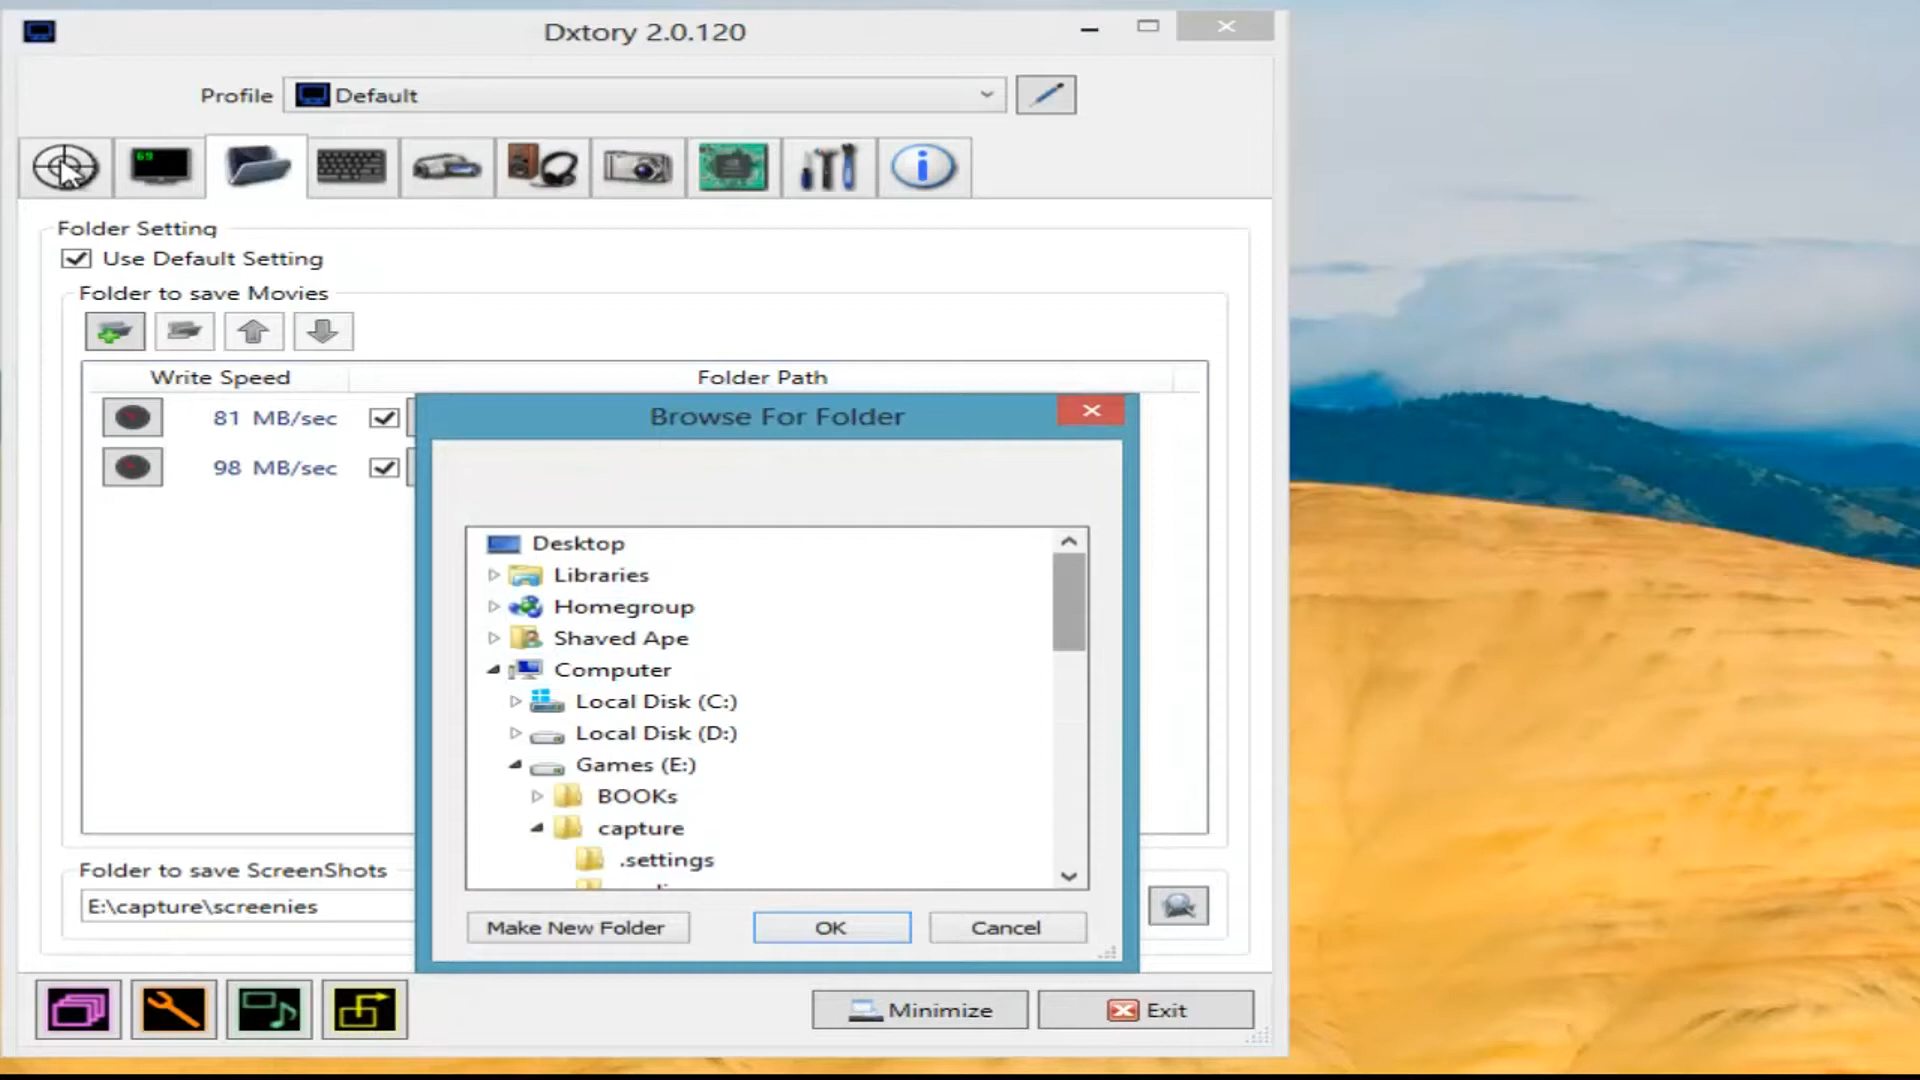 Dxtory 2.0.120
Profile
Default
69
Folder Setting
Use Default Setting
Folder to save Movies
Write Speed
Folder Path
81 MB/sec
98 MB/sec
Browse For Folder
Desktop
Libraries
Homegroup
Shaved Ape
Computer
Local Disk (C:)
Local Disk (D:)
Games (E:)
BOOKs
capture
.settings
Make New Folder
OK
Cancel
Folder to save ScreenShots
E:\capture\screenies
Minimize
Exit